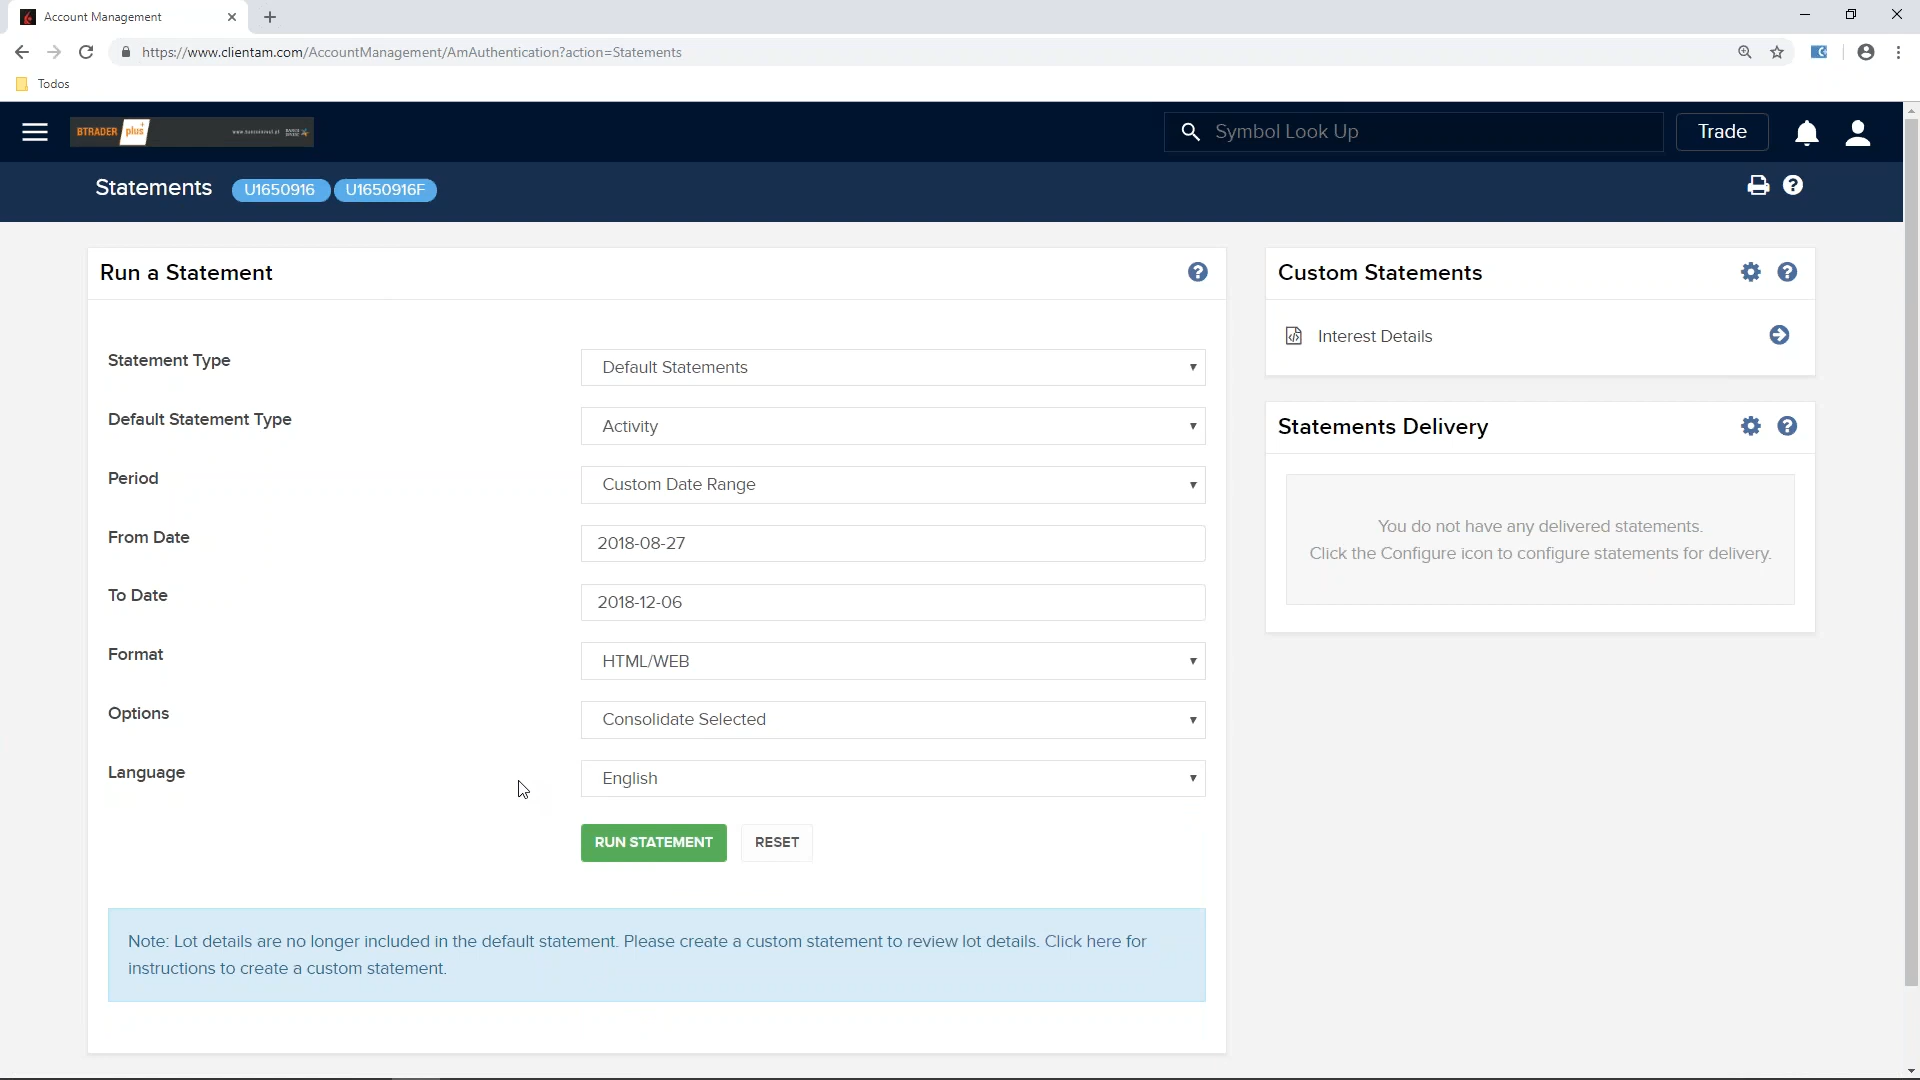 Account Management
https://www.clientam.com/AccountManagement/AmAuthentication?action=Statements
Todos
BTRADER plus+
Symbol Look Up
Trade
Statements
U1650916
U1650916F
Run a Statement
Statement Type
Default Statements
Default Statement Type
Activity
Period
Custom Date Range
From Date
2018-08-27
To Date
2018-12-06
Format
HTML/WEB
Options
Consolidate Selected
Language
English
RUN STATEMENT
RESET
Note: Lot details are no longer included in the default statement. Please create a custom statement to review lot details. Click here for
instructions to create a custom statement.
Custom Statements
Interest Details
Statements Delivery
You do not have any delivered statements.
Click the Configure icon to configure statements for delivery.